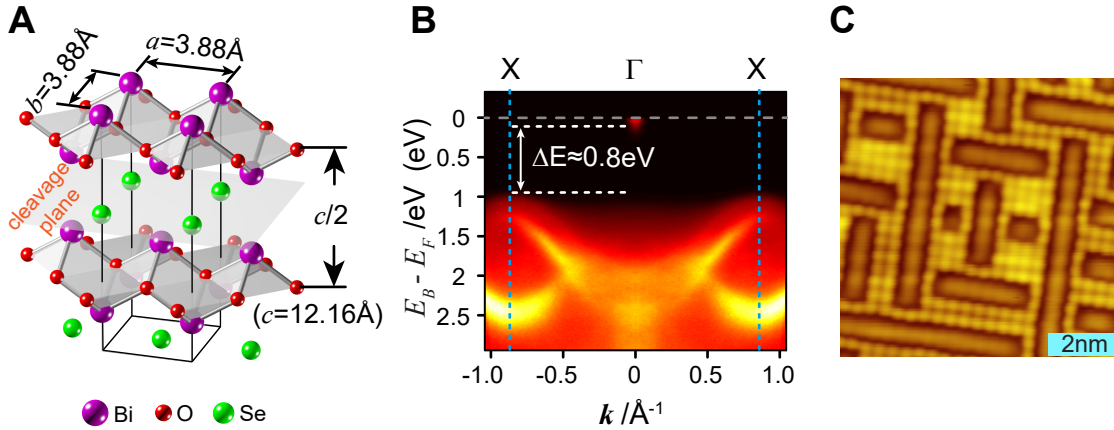 A
a=3.88Å
b=3.88Å
cleavage
plane
c/2
(c=12.16Å)
Bi O Se
B
X Γ X
0
0.5
1
1.5
2
2.5
E_B - E_F /eV (eV)
ΔE≈0.8eV
-1.0 -0.5 0 0.5 1.0
k /Å⁻¹
C
2nm